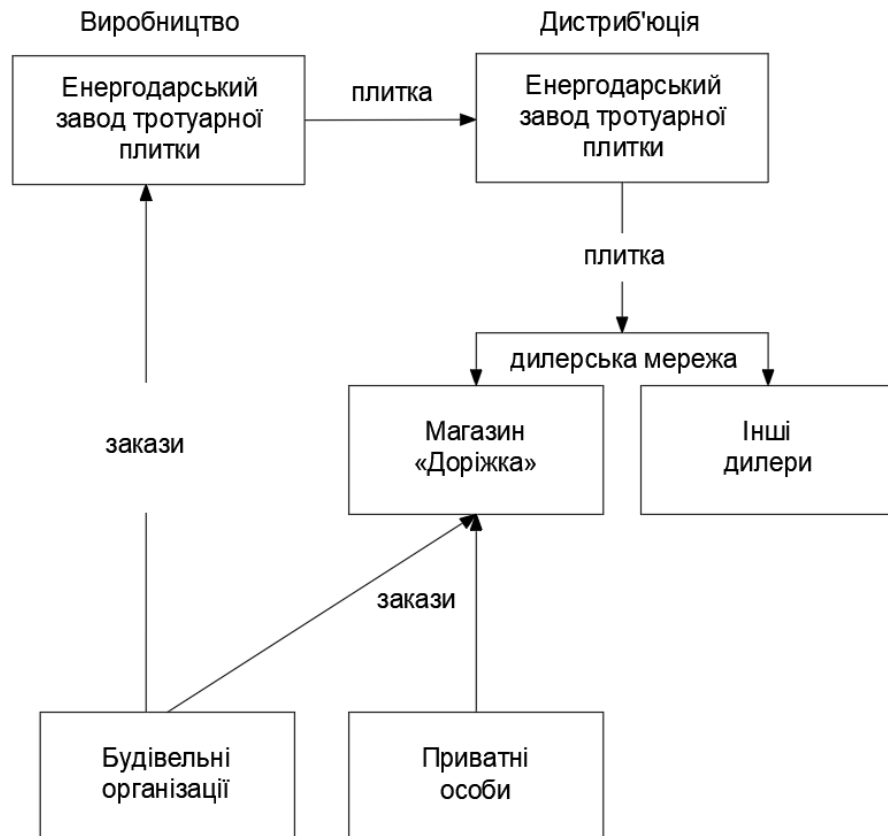 Виробництво
Дистриб'юція
Енергодарський
завод тротуарної
плитки
плитка
Енергодарський
завод тротуарної
плитки
плитка
дилерська мережа
закази
Магазин
«Доріжка»
Інші
дилери
закази
Будівельні
організації
Приватні
особи